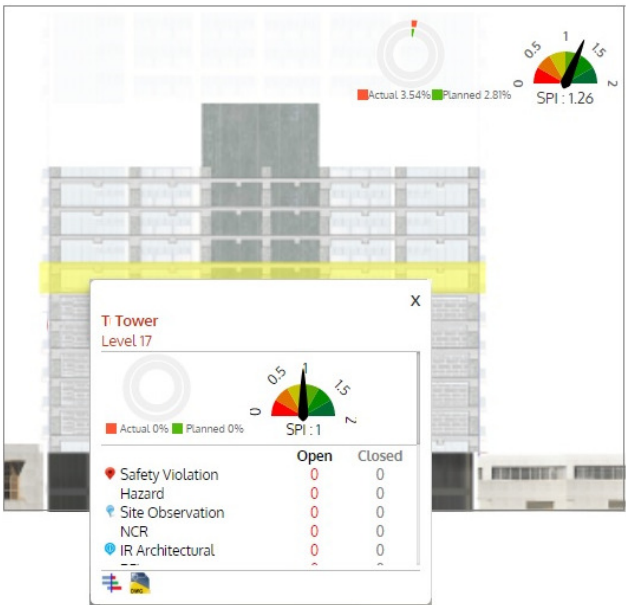 0 0.5 1 1.5 2
Actual 3.54% Planned 2.81%
SPI : 1.26
X
T Tower
Level 17
0 0.5 1 1.5 2
Actual 0% Planned 0%
SPI : 1
Open Closed
Safety Violation 0 0
Hazard 0 0
Site Observation 0 0
NCR 0 0
IR Architectural 0 0
DWG